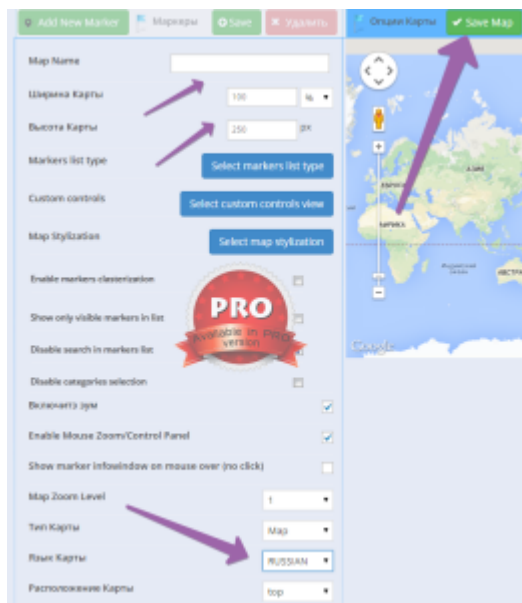 Add New Marker Маркеры Save Удалить Опции Карты Save Map
Map Name
Ширина Карты 100 %
Высота Карты 250 px
Markers list type Select markers list type
Custom controls Select custom controls view
Map Stylization Select map stylization
Enable markers clasterization
Show only visible markers in list
Disable search in markers list
Disable categories selection
PRO
Available in PRO
version
Включить зум
Enable Mouse Zoom/Control Panel
Show marker infowindow on mouse over (no click)
Map Zoom Level 1
Тип Карты Map
Язык Карты RUSSIAN
Расположение Карты top
АЗИЯ
АФРИКА
Google